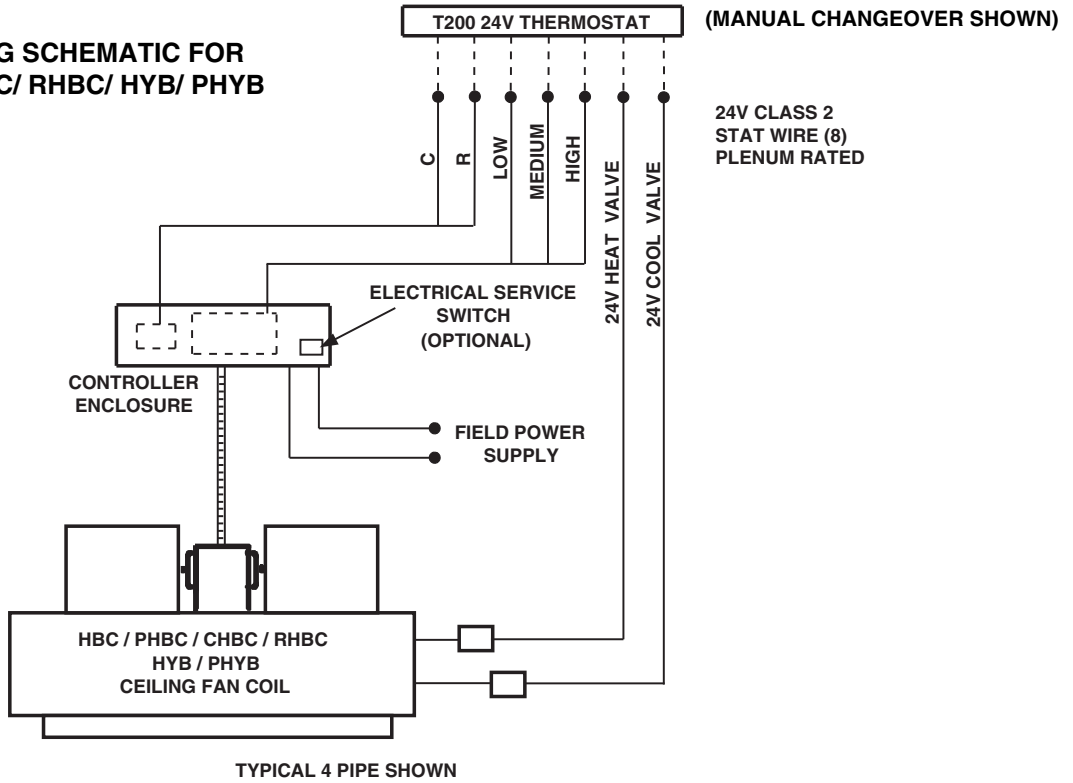 T200 24V THERMOSTAT
(MANUAL CHANGEOVER SHOWN)
SCHEMATIC FOR
RHBC/ HYB/ PHYB
24V CLASS 2
STAT WIRE (8)
PLENUM RATED
C
R
LOW
MEDIUM
HIGH
24V HEAT VALVE
24V COOL VALVE
ELECTRICAL SERVICE
SWITCH
(OPTIONAL)
CONTROLLER
ENCLOSURE
FIELD POWER
SUPPLY
HBC / PHBC / CHBC / RHBC
HYB / PHYB
CEILING FAN COIL
TYPICAL 4 PIPE SHOWN